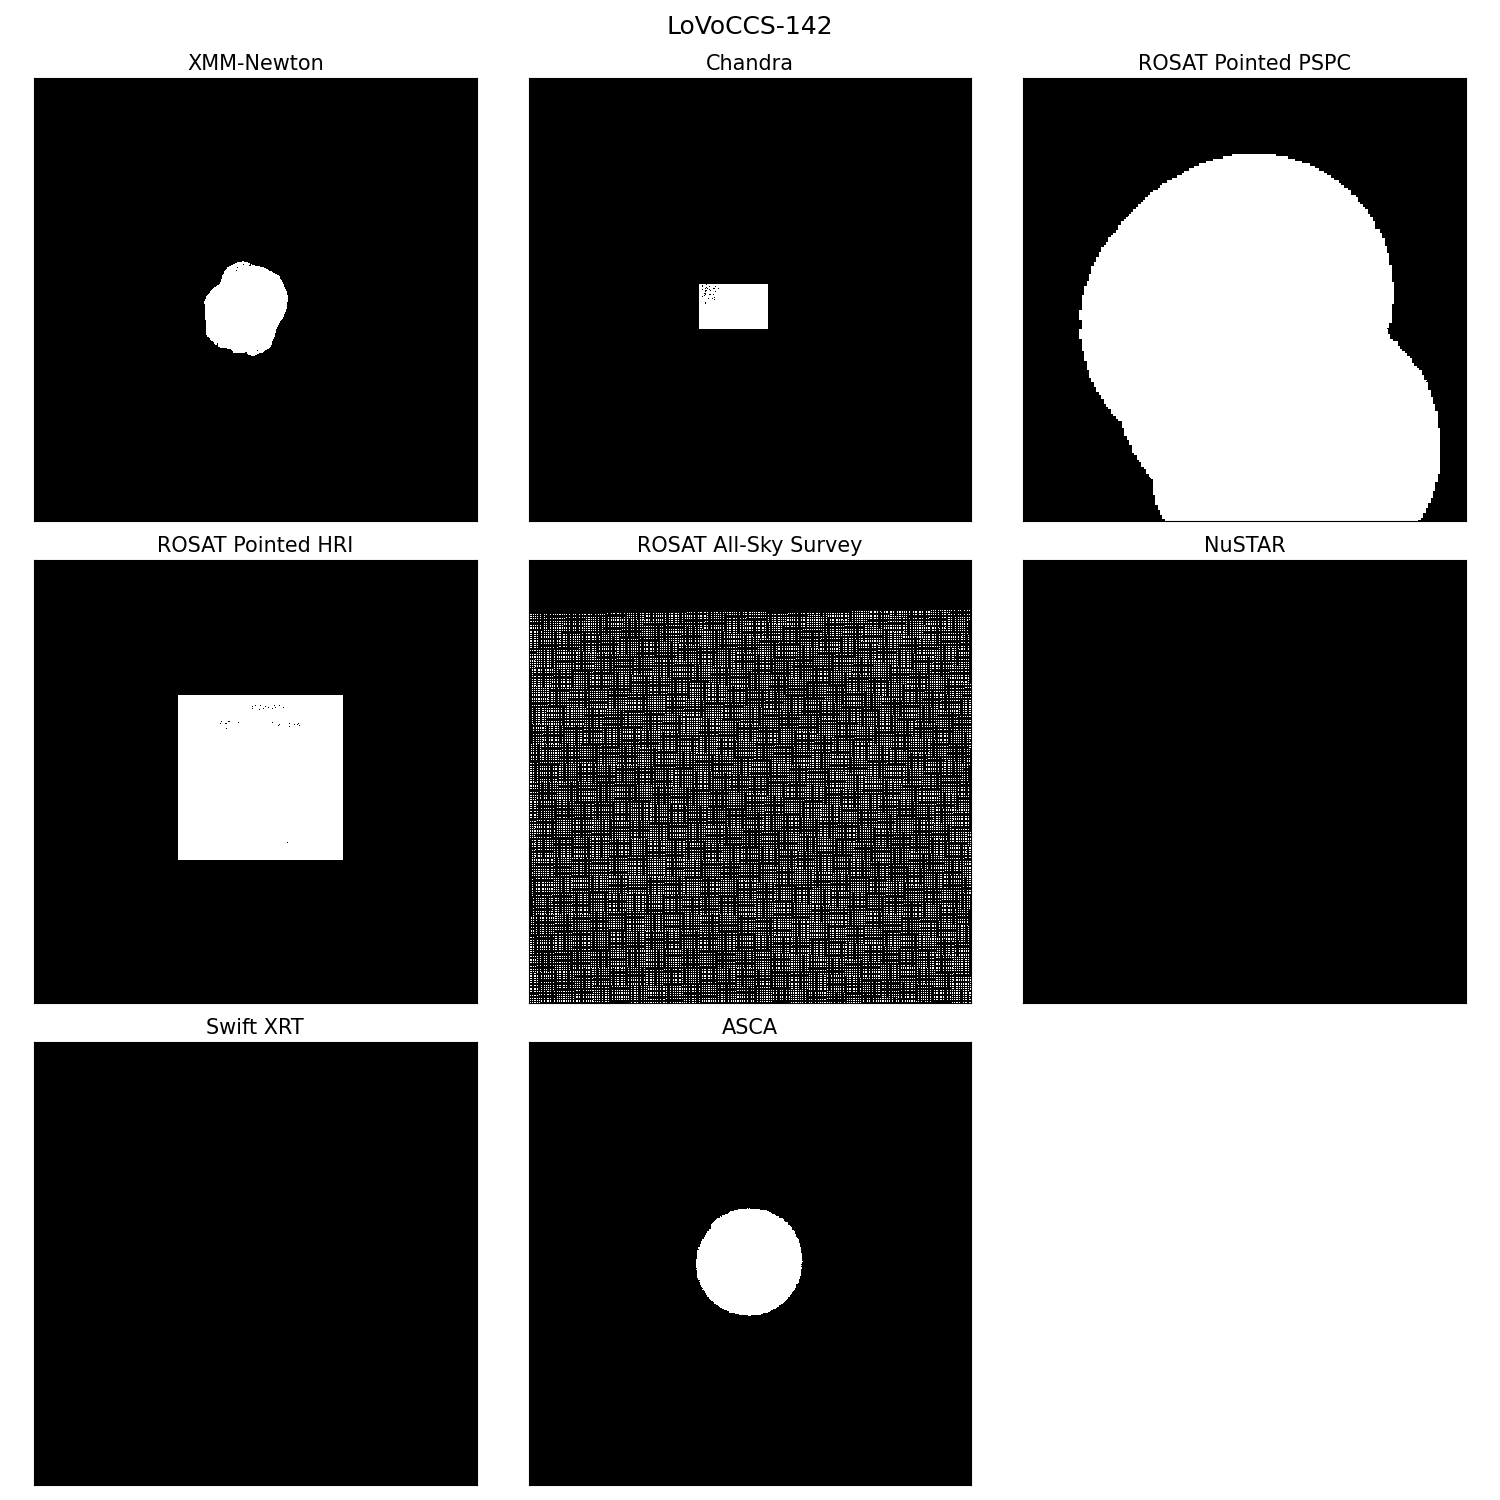 LoVoCCS-142
XMM-Newton
Chandra
ROSAT Pointed PSPC
ROSAT Pointed HRI
ROSAT All-Sky Survey
NuSTAR
Swift XRT
ASCA